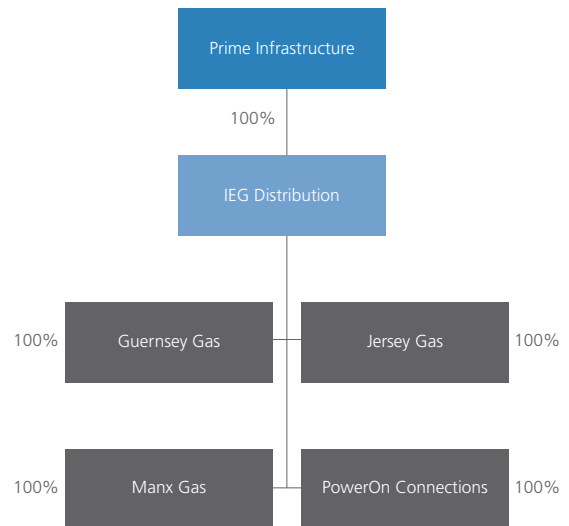 Prime Infrastructure
100%
IEG Distribution
100%
Guernsey Gas
Jersey Gas
100%
100%
Manx Gas
PowerOn Connections
100%